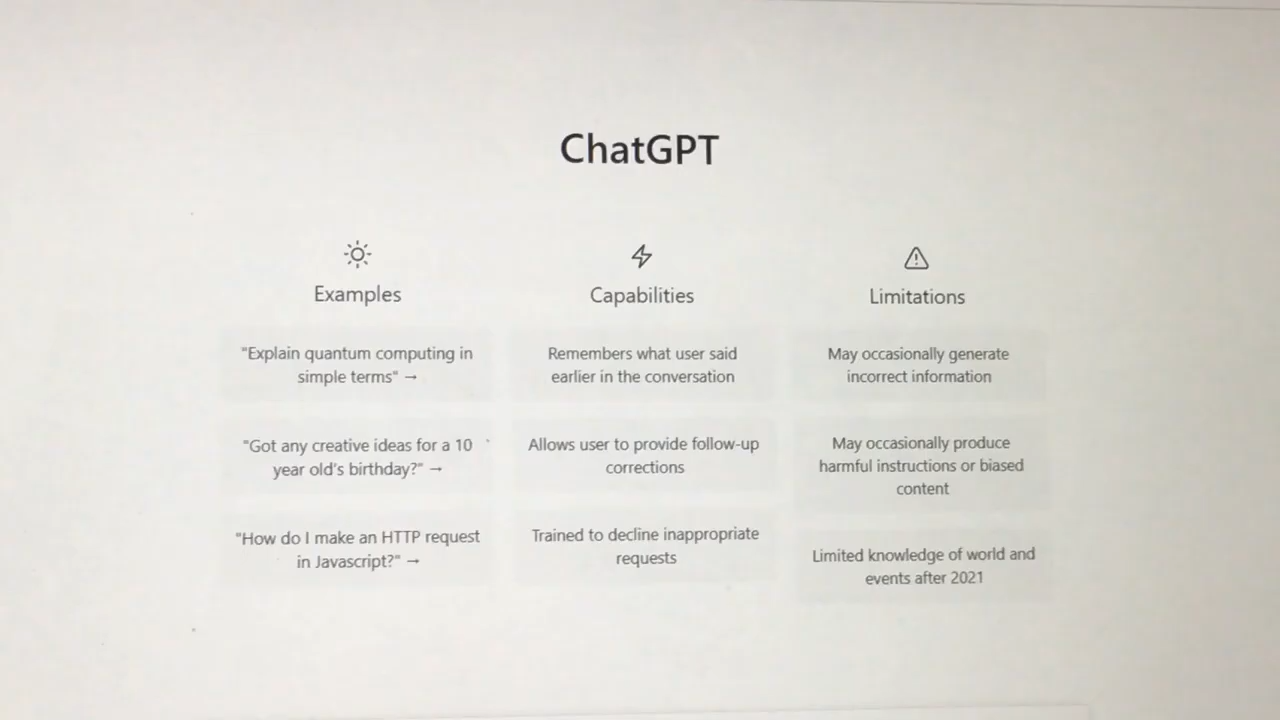 ChatGPT
Examples
"Explain quantum computing in
simple terms" →
"Got any creative ideas for a 10
year old's birthday?" →
"How do I make an HTTP request
in Javascript?" →
Capabilities
Remembers what user said
earlier in the conversation
Allows user to provide follow-up
corrections
Trained to decline inappropriate
requests
Limitations
May occasionally generate
incorrect information
May occasionally produce
harmful instructions or biased
content
Limited knowledge of world and
events after 2021